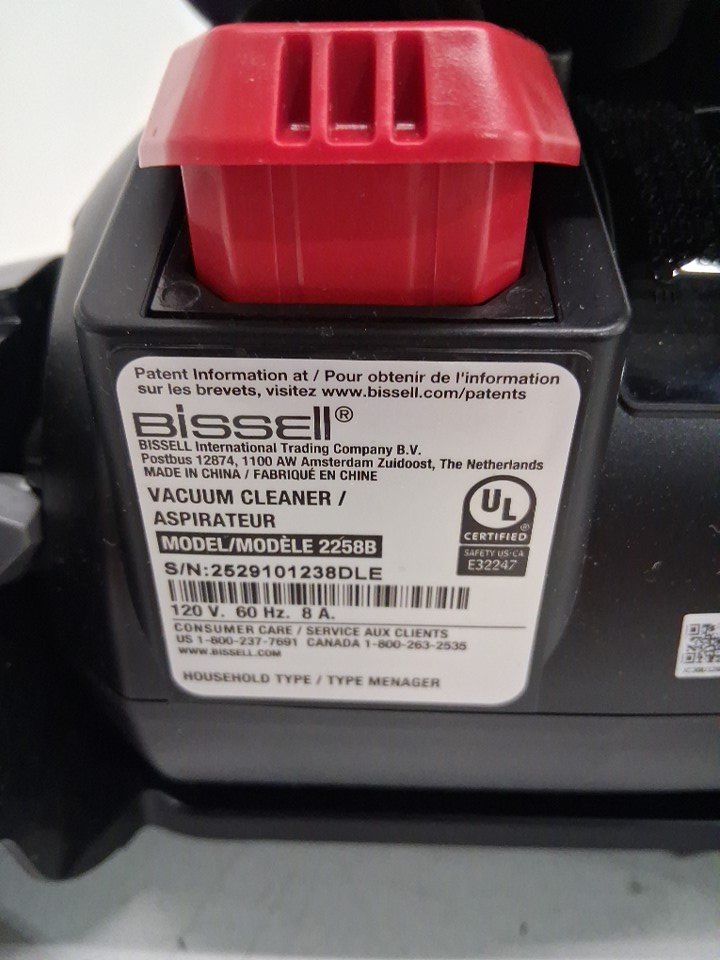 Patent Information at / Pour obtenir de l'information
sur les brevets, visitez www.bissell.com/patents
BISSELL®
BISSELL International Trading Company B.V.
Postbus 12874, 1100 AW Amsterdam Zuidoost, The Netherlands
MADE IN CHINA / FABRIQUÉ EN CHINE
VACUUM CLEANER /
ASPIRATEUR
MODEL/MODÈLE 2258B
S/N:2529101238DLE
120 V. 60 Hz. 8 A.
UL
®
CERTIFIED
SAFETY US-CA
E32247
CONSUMER CARE / SERVICE AUX CLIENTS
US 1-800-237-7691 CANADA 1-800-263-2535
WWW.BISSELL.COM
HOUSEHOLD TYPE / TYPE MENAGER